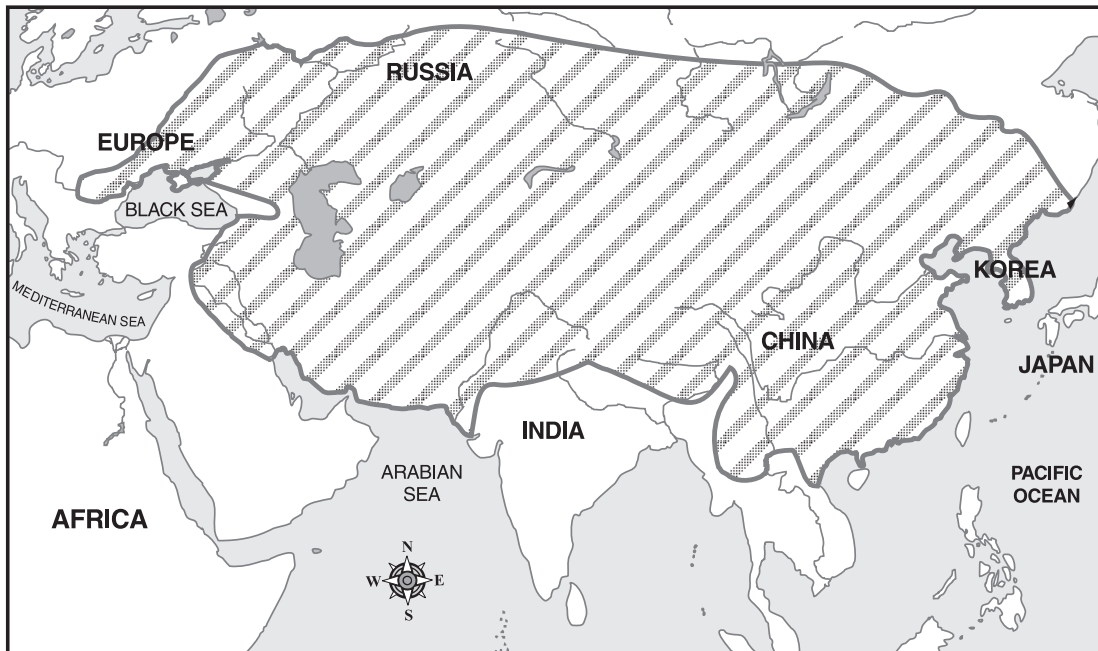 RUSSIA
EUROPE
BLACK SEA
KOREA
MEDITERRANEAN SEA
CHINA
JAPAN
INDIA
ARABIAN
SEA
PACIFIC
OCEAN
AFRICA
N
W
E
S